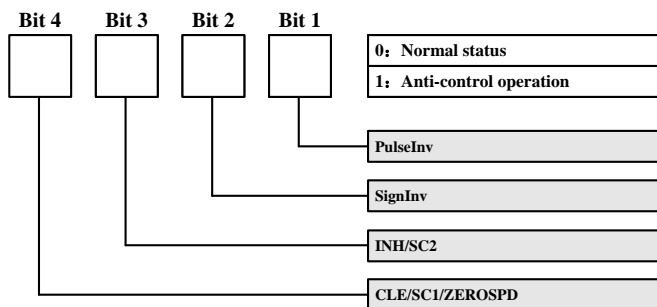 Bit 4 Bit 3 Bit 2 Bit 1
0：Normal status
1：Anti-control operation
PulseInv
SignInv
INH/SC2
CLE/SC1/ZEROSPD